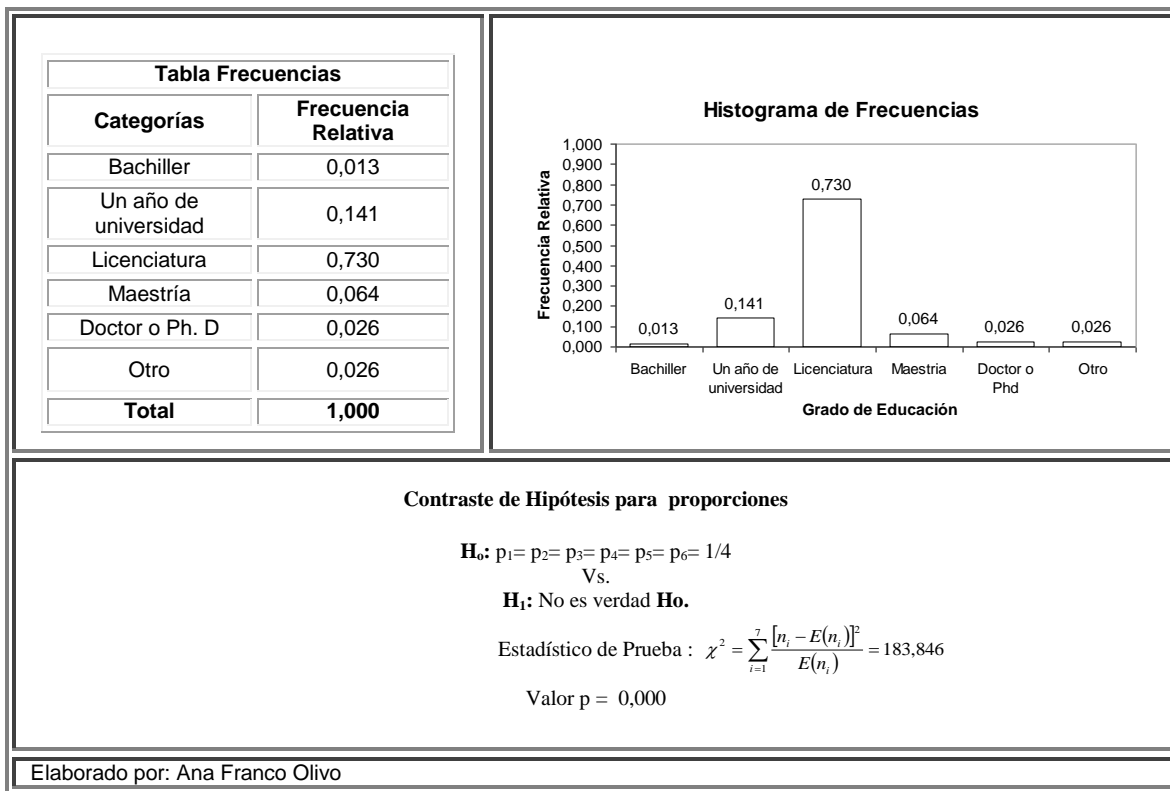 Tabla Frecuencias
Categorías
Frecuencia
Relativa
Bachiller
0,013
Un año de
universidad
0,141
Licenciatura
0,730
Maestría
0,064
Doctor o Ph. D
0,026
Otro
0,026
Total
1,000
Histograma de Frecuencias
Frecuencia Relativa
1,000
0,900
0,800
0,700
0,600
0,500
0,400
0,300
0,200
0,100
0,000
0,013
0,141
0,730
0,064
0,026
0,026
Bachiller
Un año de
universidad
Licenciatura
Maestria
Doctor o
Phd
Otro
Grado de Educación
Contraste de Hipótesis para proporciones
Hₒ: p₁= p₂= p₃= p₄= p₅= p₆= 1/4
Vs.
H₁: No es verdad Ho.
Estadístico de Prueba : χ² = ∑ᵢ₌₁⁷ [nᵢ − E(nᵢ)]² / E(nᵢ) = 183,846
Valor p = 0,000
Elaborado por: Ana Franco Olivo